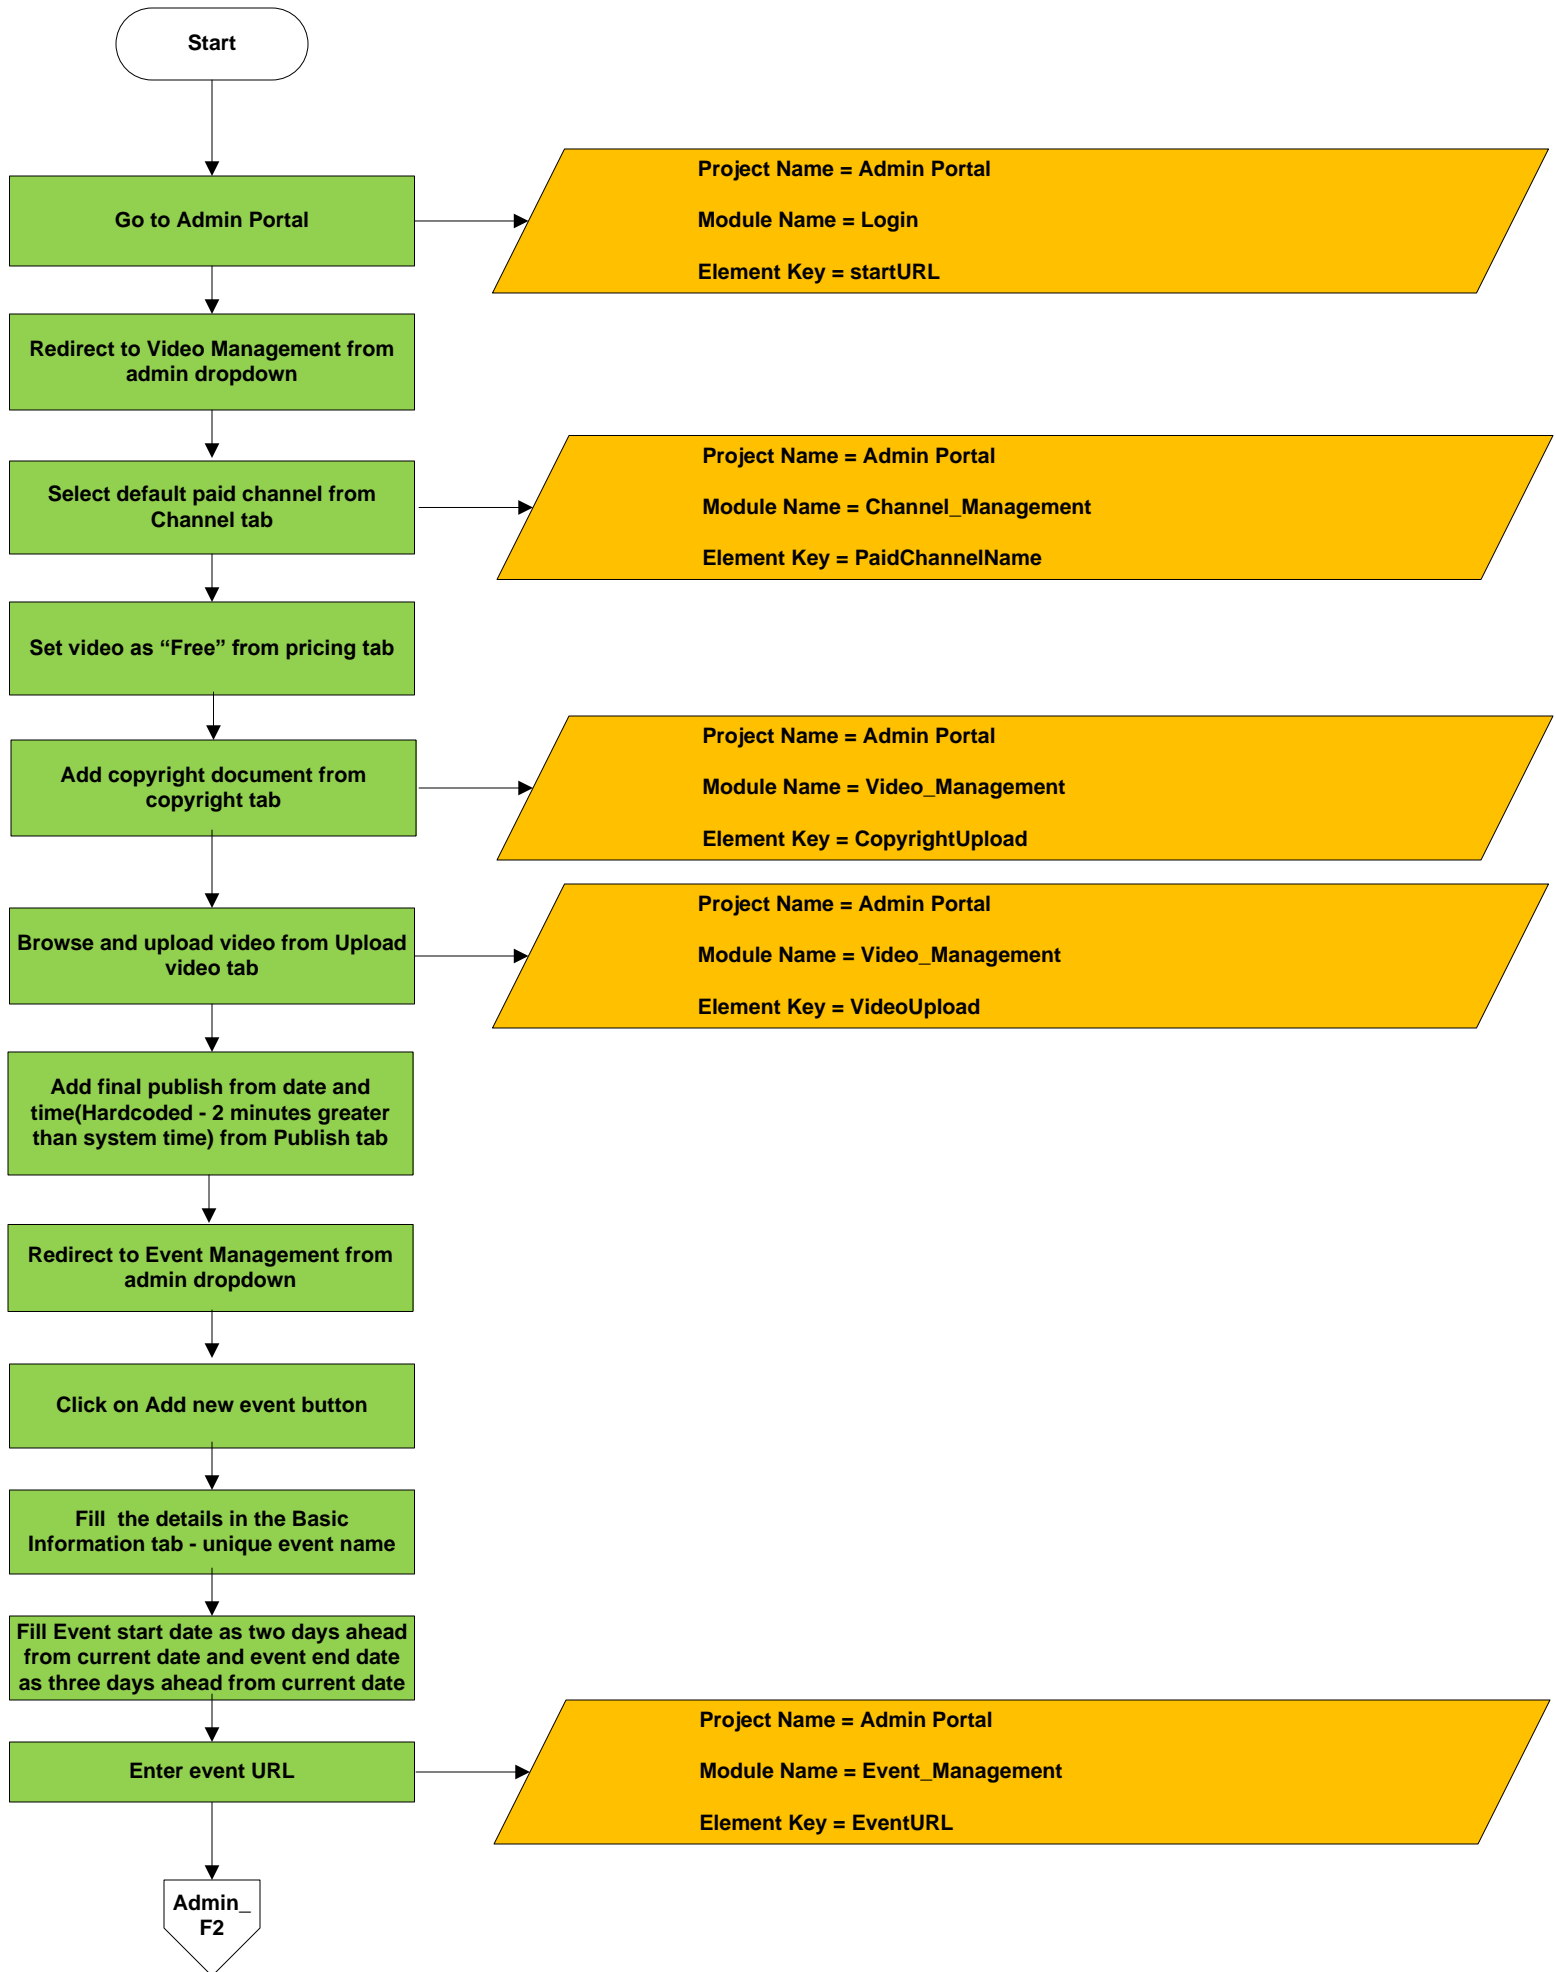 Start
Go to Admin Portal
Project Name = Admin Portal
Module Name = Login
Element Key = startURL
Redirect to Video Management from
admin dropdown
Select default paid channel from
Channel tab
Project Name = Admin Portal
Module Name = Channel_Management
Element Key = PaidChannelName
Set video as “Free” from pricing tab
Add copyright document from
copyright tab
Project Name = Admin Portal
Module Name = Video_Management
Element Key = CopyrightUpload
Browse and upload video from Upload
video tab
Project Name = Admin Portal
Module Name = Video_Management
Element Key = VideoUpload
Add final publish from date and
time(Hardcoded - 2 minutes greater
than system time) from Publish tab
Redirect to Event Management from
admin dropdown
Click on Add new event button
Fill  the details in the Basic
Information tab - unique event name
Fill Event start date as two days ahead
from current date and event end date
as three days ahead from current date
Enter event URL
Project Name = Admin Portal
Module Name = Event_Management
Element Key = EventURL
Admin_
F2